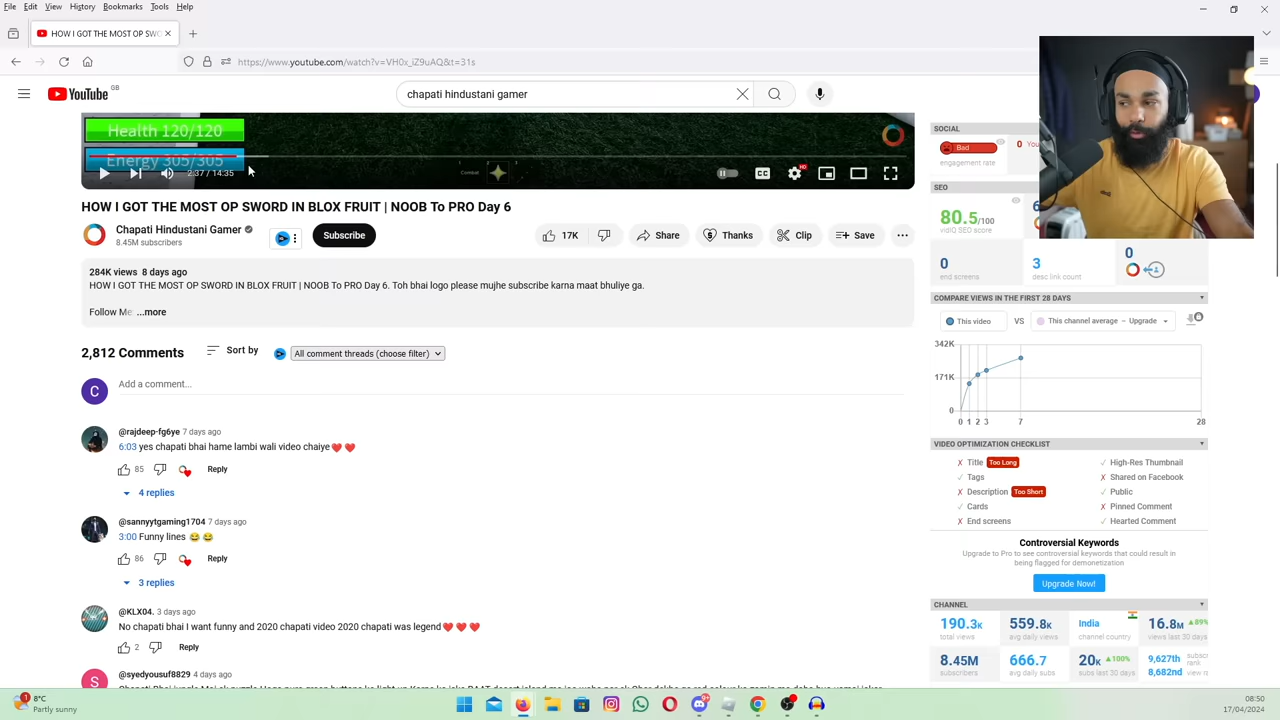 File Edit View History Bookmarks Tools Help
HOW I GOT THE MOST OP SWO
https://www.youtube.com/watch?v=VH0x_iZ9uAQ&t=31s
YouTube GB
chapati hindustani gamer
Health 120/120
Energy 305/305
Combat
2:37 / 14:35
CC
HD
HOW I GOT THE MOST OP SWORD IN BLOX FRUIT | NOOB To PRO Day 6
Chapati Hindustani Gamer
8.45M subscribers
Subscribe
17K
Share
Thanks
Clip
Save
284K views 8 days ago
HOW I GOT THE MOST OP SWORD IN BLOX FRUIT | NOOB To PRO Day 6. Toh bhai logo please mujhe subscribe karna maat bhuliye ga.
Follow Me ...more
2,812 Comments
Sort by
All comment threads (choose filter)
C
Add a comment...
@rajdeep-fg6ye 7 days ago
6:03 yes chapati bhai hame lambi wali video chaiye❤️ ❤️
85
Reply
4 replies
@sannyytgaming1704 7 days ago
3:00 Funny lines 😂 😂
86
Reply
3 replies
@KLX04. 3 days ago
No chapati bhai I want funny and 2020 chapati video 2020 chapati was legend❤️ ❤️ ❤️
2
Reply
S
@syedyousuf8829 4 days ago
SOCIAL
Bad
engagement rate
0 You
SEO
80.5/100
vidIQ SEO score
0
end screens
3
desc link count
0
COMPARE VIEWS IN THE FIRST 28 DAYS
This video VS This channel average – Upgrade
342K
171K
0
0 1 2 3 7 28
VIDEO OPTIMIZATION CHECKLIST
✗ Title Too Long
✓ High-Res Thumbnail
✓ Tags
✗ Shared on Facebook
✗ Description Too Short
✓ Public
✓ Cards
✗ Pinned Comment
✗ End screens
✓ Hearted Comment
Controversial Keywords
Upgrade to Pro to see controversial keywords that could result in
being flagged for demonetization
Upgrade Now!
CHANNEL
190.3K
total views
559.8K
avg daily views
India
channel country
16.8M ▲89%
views last 30 days
8.45M
subscribers
666.7
avg daily subs
20K ▲100%
subs last 30 days
9,627th subsc
rank
8,682nd view r
1
8°C
Partly sunny
08:50
17/04/2024